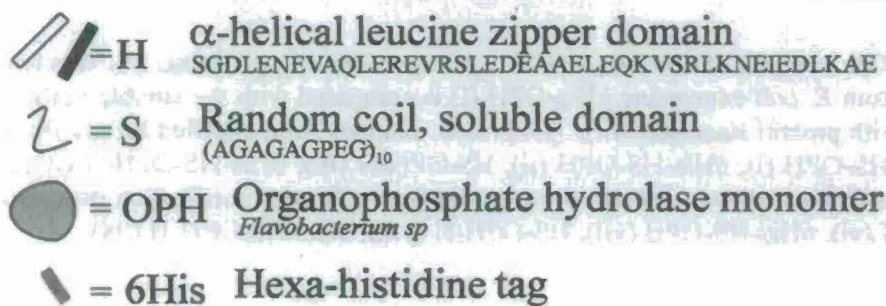 =H α-helical leucine zipper domain
SGDLENEVAQLEREVRSLEDEAAELEQKVSRLKNEIEDLKAE
=S Random coil, soluble domain
(AGAGAGPEG)10
= OPH Organophosphate hydrolase monomer
Flavobacterium sp
= 6His Hexa-histidine tag